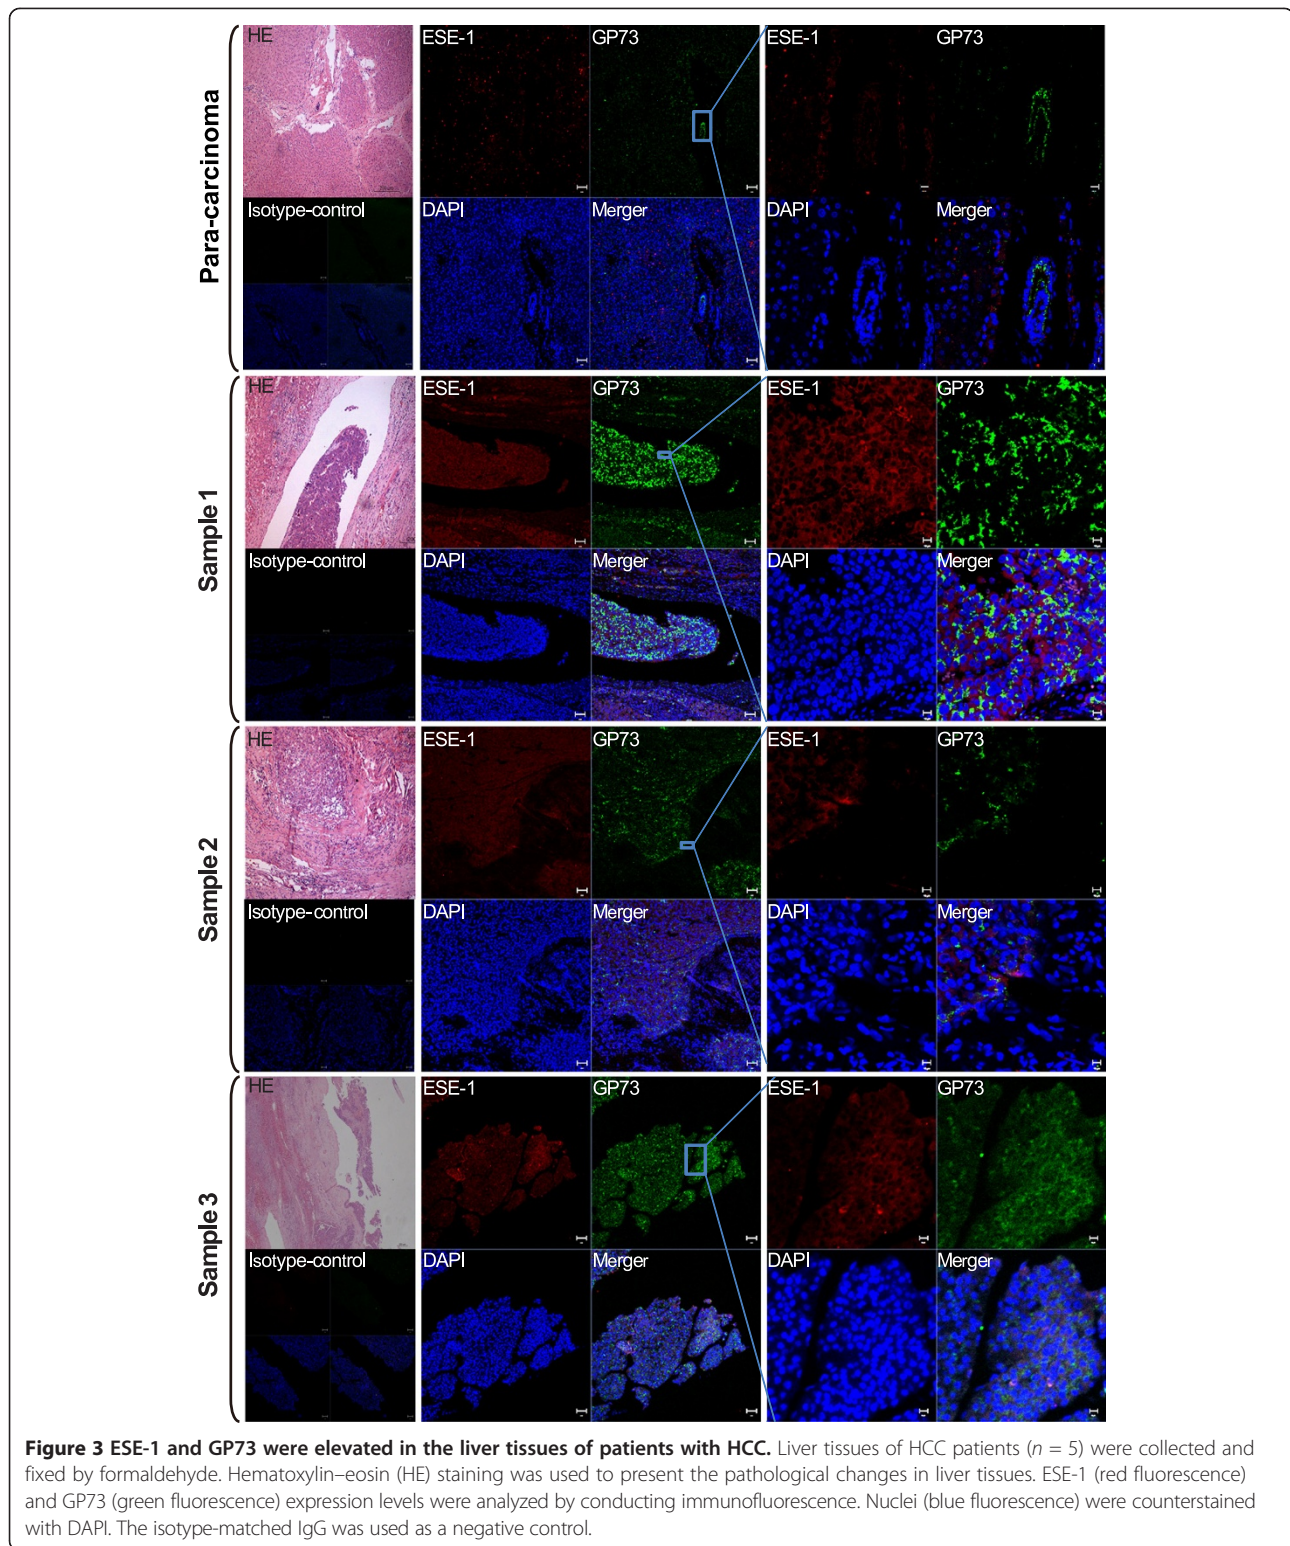 Para-carcinoma
HE
ESE-1
GP73
ESE-1
GP73
Isotype-control
DAPI
Merger
DAPI
Merger
Sample 1
HE
ESE-1
GP73
ESE-1
GP73
Isotype-control
DAPI
Merger
DAPI
Merger
Sample 2
HE
ESE-1
GP73
ESE-1
GP73
Isotype-control
DAPI
Merger
DAPI
Merger
Sample 3
HE
ESE-1
GP73
ESE-1
GP73
Isotype-control
DAPI
Merger
DAPI
Merger
Figure 3 ESE-1 and GP73 were elevated in the liver tissues of patients with HCC. Liver tissues of HCC patients (n = 5) were collected and
fixed by formaldehyde. Hematoxylin–eosin (HE) staining was used to present the pathological changes in liver tissues. ESE-1 (red fluorescence)
and GP73 (green fluorescence) expression levels were analyzed by conducting immunofluorescence. Nuclei (blue fluorescence) were counterstained
with DAPI. The isotype-matched IgG was used as a negative control.